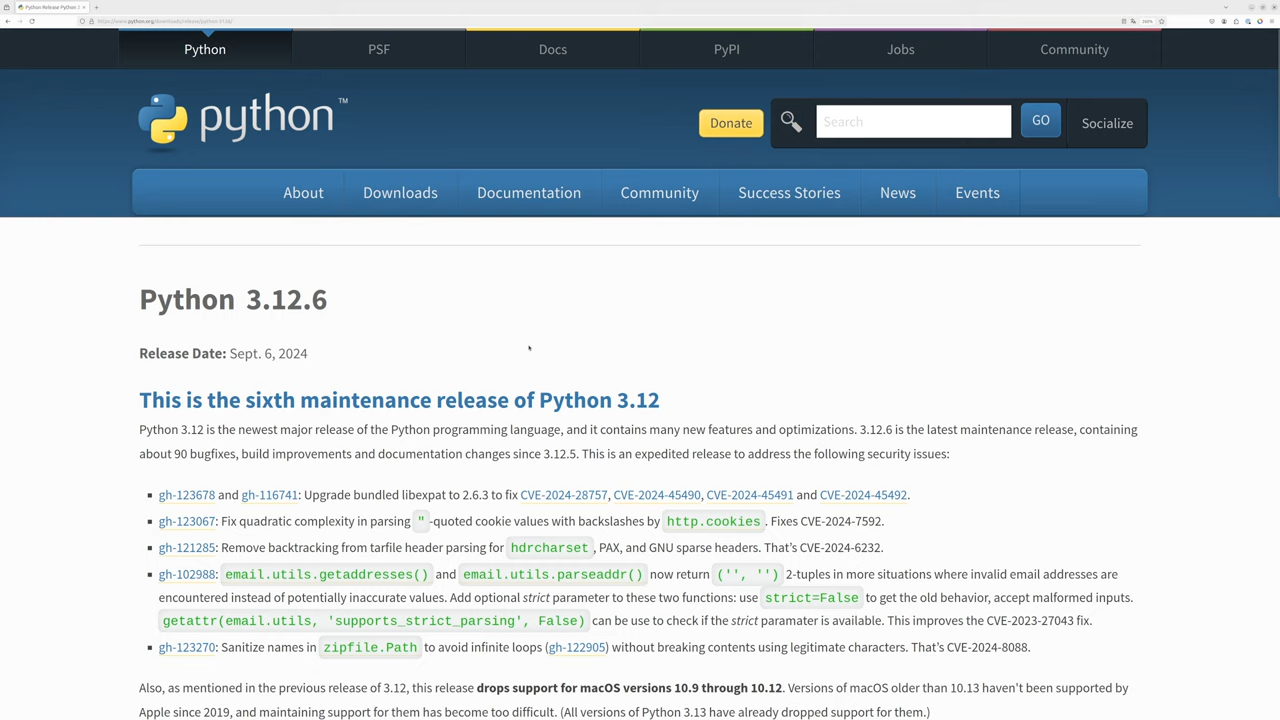 Python Release Python 3
https://www.python.org/downloads/release/python-3126/
Python PSF Docs PyPI Jobs Community
python™
Donate Search GO Socialize
About Downloads Documentation Community Success Stories News Events
Python 3.12.6
Release Date: Sept. 6, 2024
This is the sixth maintenance release of Python 3.12
Python 3.12 is the newest major release of the Python programming language, and it contains many new features and optimizations. 3.12.6 is the latest maintenance release, containing
about 90 bugfixes, build improvements and documentation changes since 3.12.5. This is an expedited release to address the following security issues:
gh-123678 and gh-116741: Upgrade bundled libexpat to 2.6.3 to fix CVE-2024-28757, CVE-2024-45490, CVE-2024-45491 and CVE-2024-45492.
gh-123067: Fix quadratic complexity in parsing "-quoted cookie values with backslashes by http.cookies. Fixes CVE-2024-7592.
gh-121285: Remove backtracking from tarfile header parsing for hdrcharset, PAX, and GNU sparse headers. That's CVE-2024-6232.
gh-102988: email.utils.getaddresses() and email.utils.parseaddr() now return ('', '') 2-tuples in more situations where invalid email addresses are
encountered instead of potentially inaccurate values. Add optional strict parameter to these two functions: use strict=False to get the old behavior, accept malformed inputs.
getattr(email.utils, 'supports_strict_parsing', False) can be use to check if the strict paramater is available. This improves the CVE-2023-27043 fix.
gh-123270: Sanitize names in zipfile.Path to avoid infinite loops (gh-122905) without breaking contents using legitimate characters. That's CVE-2024-8088.
Also, as mentioned in the previous release of 3.12, this release drops support for macOS versions 10.9 through 10.12. Versions of macOS older than 10.13 haven't been supported by
Apple since 2019, and maintaining support for them has become too difficult. (All versions of Python 3.13 have already dropped support for them.)